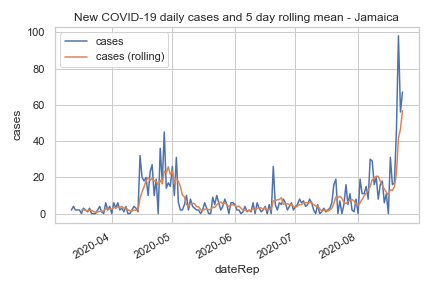 New COVID-19 daily cases and 5 day rolling mean - Jamaica
cases
cases (rolling)
100
80
60
40
20
0
cases
2020-04
2020-05
2020-06
2020-07
2020-08
dateRep